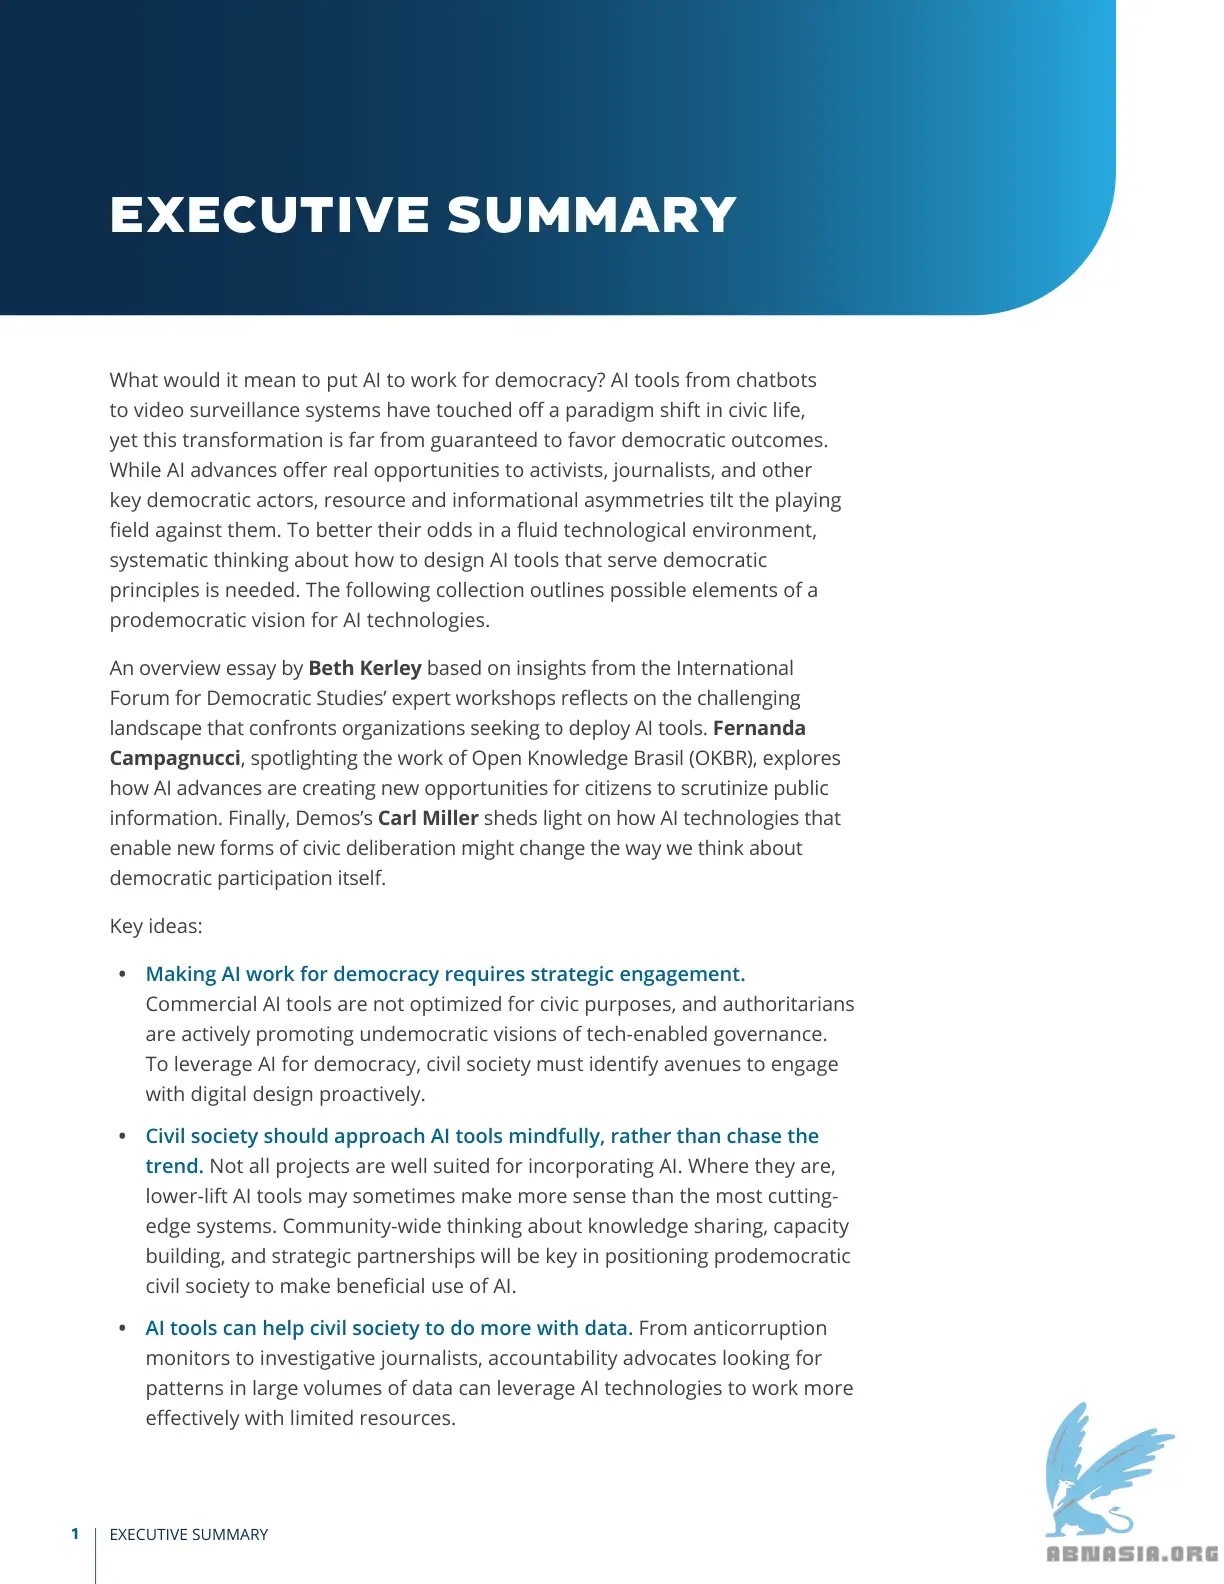 EXECUTIVE SUMMARY
What would it mean to put AI to work for democracy? AI tools from chatbots
to video surveillance systems have touched off a paradigm shift in civic life,
yet this transformation is far from guaranteed to favor democratic outcomes.
While AI advances offer real opportunities to activists, journalists, and other
key democratic actors, resource and informational asymmetries tilt the playing
field against them. To better their odds in a fluid technological environment,
systematic thinking about how to design AI tools that serve democratic
principles is needed. The following collection outlines possible elements of a
prodemocratic vision for AI technologies.
An overview essay by Beth Kerley based on insights from the International
Forum for Democratic Studies’ expert workshops reflects on the challenging
landscape that confronts organizations seeking to deploy AI tools. Fernanda
Campagnucci, spotlighting the work of Open Knowledge Brasil (OKBR), explores
how AI advances are creating new opportunities for citizens to scrutinize public
information. Finally, Demos’s Carl Miller sheds light on how AI technologies that
enable new forms of civic deliberation might change the way we think about
democratic participation itself.
Key ideas:
• Making AI work for democracy requires strategic engagement.
Commercial AI tools are not optimized for civic purposes, and authoritarians
are actively promoting undemocratic visions of tech-enabled governance.
To leverage AI for democracy, civil society must identify avenues to engage
with digital design proactively.
• Civil society should approach AI tools mindfully, rather than chase the
trend. Not all projects are well suited for incorporating AI. Where they are,
lower-lift AI tools may sometimes make more sense than the most cutting-
edge systems. Community-wide thinking about knowledge sharing, capacity
building, and strategic partnerships will be key in positioning prodemocratic
civil society to make beneficial use of AI.
• AI tools can help civil society to do more with data. From anticorruption
monitors to investigative journalists, accountability advocates looking for
patterns in large volumes of data can leverage AI technologies to work more
effectively with limited resources.
1 EXECUTIVE SUMMARY
ABNASIA.ORG